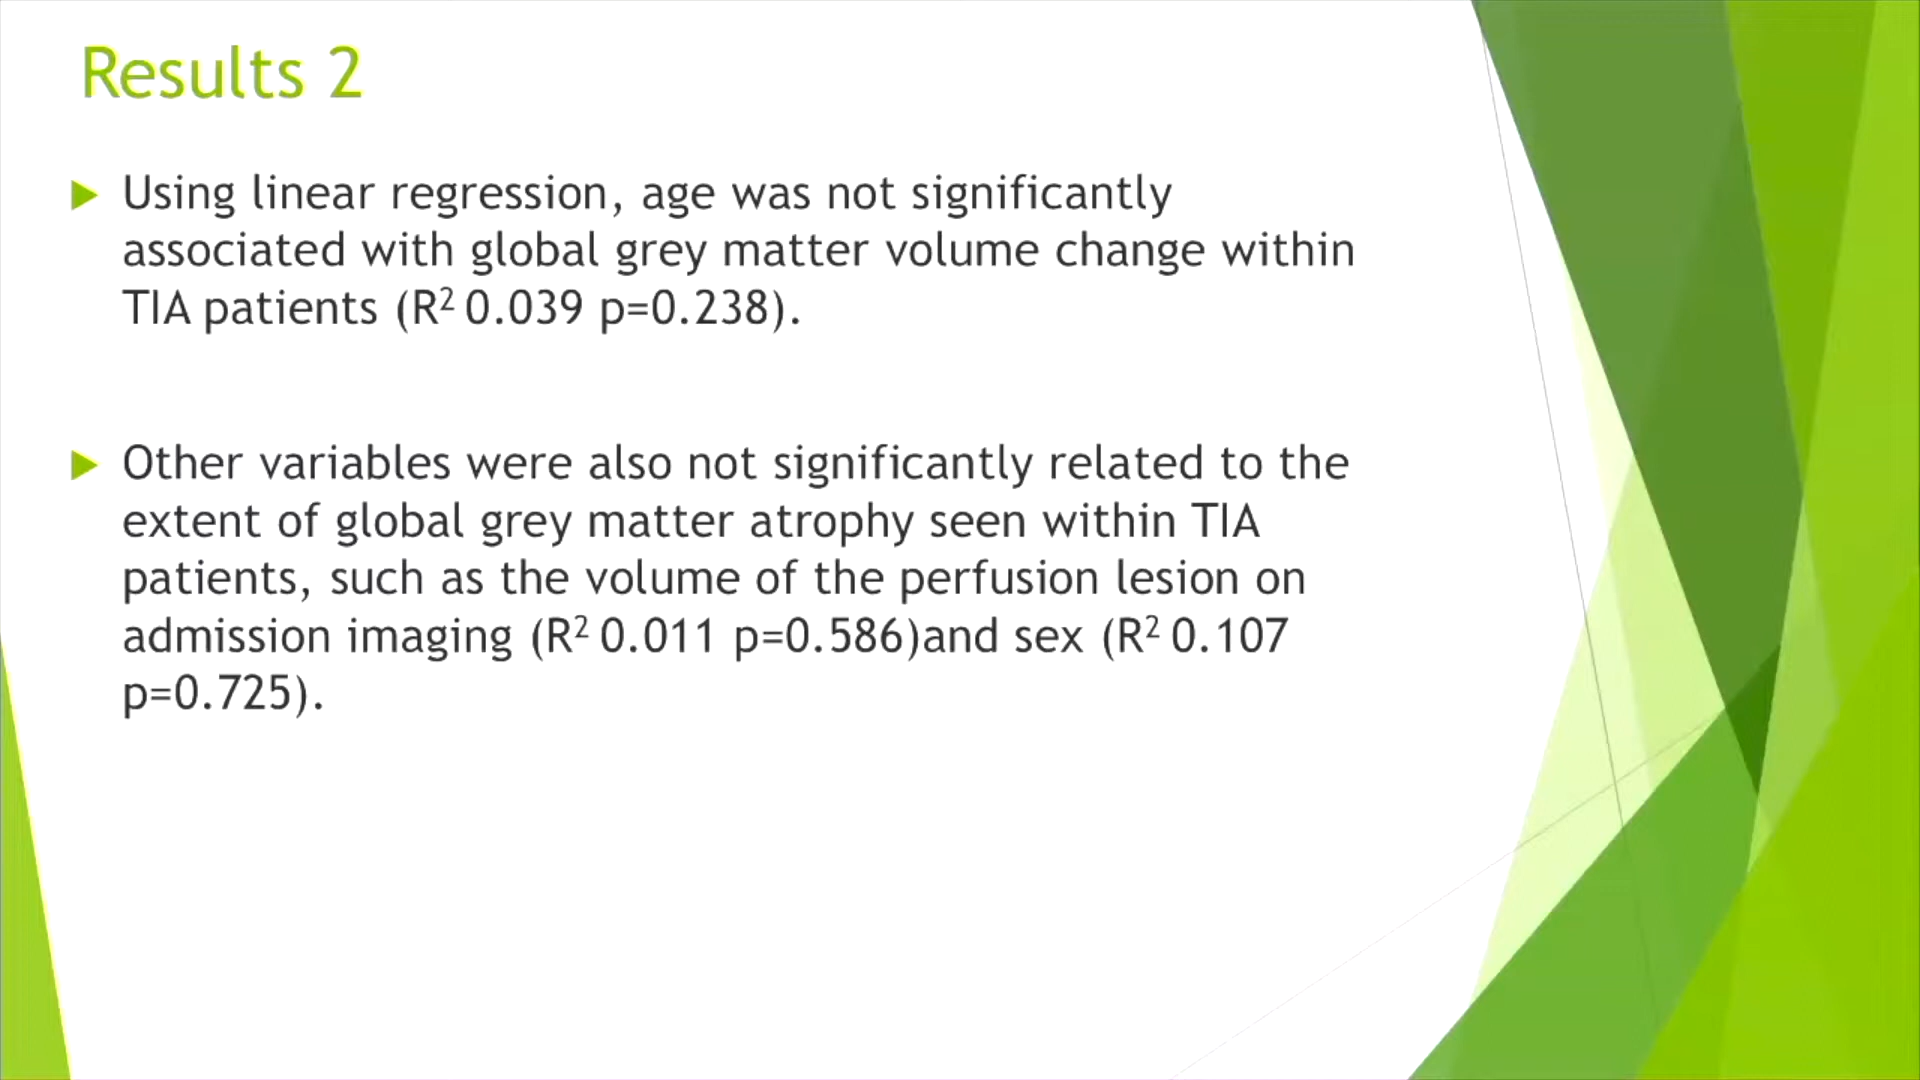 Results 2
Using linear regression, age was not significantly
associated with global grey matter volume change within
TIA patients (R² 0.039 p=0.238).
Other variables were also not significantly related to the
extent of global grey matter atrophy seen within TIA
patients, such as the volume of the perfusion lesion on
admission imaging (R² 0.011 p=0.586)and sex (R² 0.107
p=0.725).